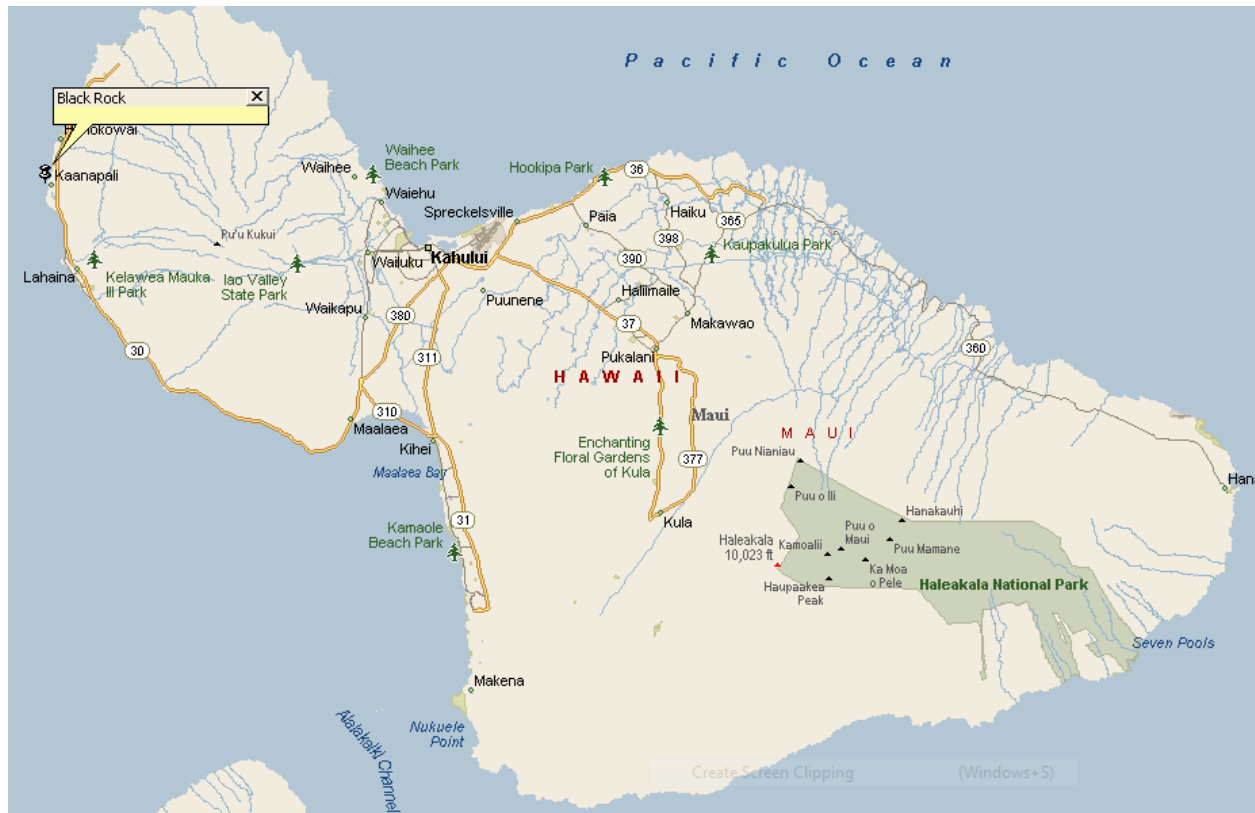 Pacific Ocean
Black Rock
Kaanapali
Waihee
Beach Park
Waihee
Waiehu
Hookipa Park
36
Spreckelsville
Paia
Haiku
365
398
390
Kaupakulua Park
Pu'u Kukui
Wailuku
Kahului
Lahaina
Kelawea Mauka
III Park
Iao Valley
State Park
Waikapu
Puunene
Haliimaile
Makawao
380
37
30
311
Pukalani
360
HAWAII
310
Maui
MAUI
Maalaea
Kihei
Enchanting
Floral Gardens
of Kula
377
Puu Nianiau
Maalaea Bay
Puu o Ili
Hana
31
Kula
Hanakauhi
Kamaole
Beach Park
Haleakala
10,023 ft
Kamoalii
Puu o
Maui
Puu Mamane
Ka Moa
o Pele
Haupaakea
Peak
Haleakala National Park
Seven Pools
Makena
Nukuele
Point
Alalakeiki Channel
Create Screen Clipping (Windows+S)